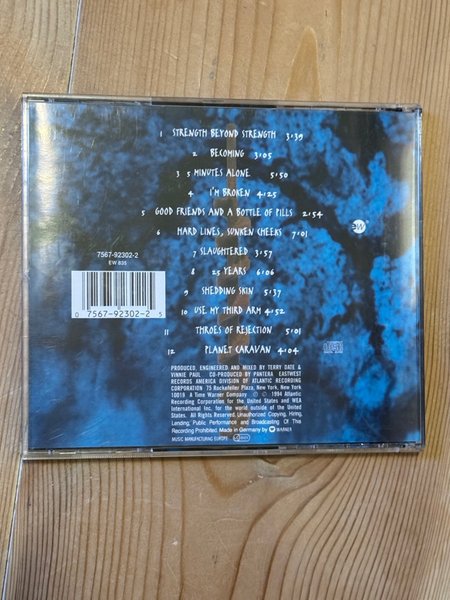 1 STRENGTH BEYOND STRENGTH 3:39
2 BECOMING 3:05
3 5 MINUTES ALONE 5:50
4 I'M BROKEN 4:25
5 GOOD FRIENDS AND A BOTTLE OF PILLS 2:54
6 HARD LINES, SUNKEN CHEEKS 7:01
ew®
7 SLAUGHTERED 3:57
7567-92302-2
EW 835
8 25 YEARS 6:06
9 SHEDDING SKIN 5:37
10 USE MY THIRD ARM 4:52
0 7567-92302-2 5
11 THROES OF REJECTION 5:01
12 PLANET CARAVAN 4:04
PRODUCED, ENGINEERED AND MIXED BY TERRY DATE &
VINNIE PAUL CO-PRODUCED BY PANTERA EASTWEST
RECORDS AMERICA DIVISION OF ATLANTIC RECORDING
CORPORATION 75 Rockefeller Plaza, New York, New York
10019 A Time Warner Company © ℗ 1994 Atlantic
Recording Corporation for the United States and WEA
International Inc. for the world outside of the United States.
All Rights Reserved. Unauthorized Copying, Hiring,
Lending, Public Performance and Broadcasting Of This
Recording Prohibited. Made in Germany by WARNER
MUSIC MANUFACTURING EUROPE